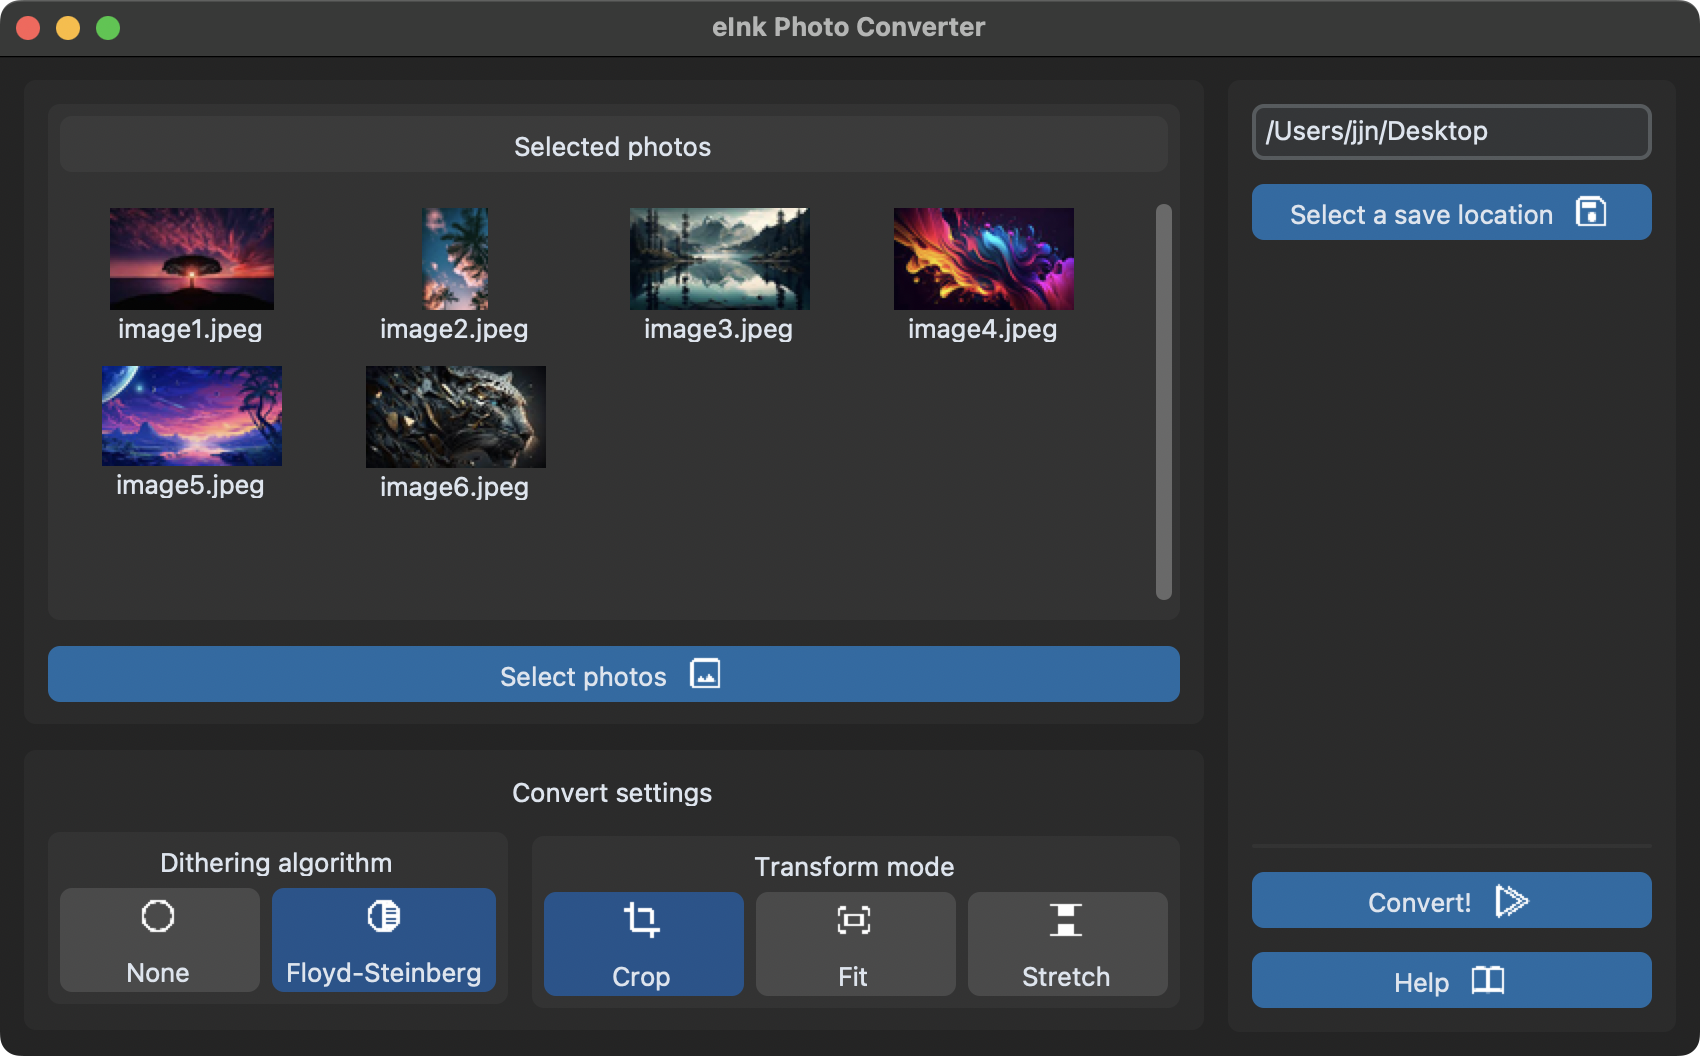 eInk Photo Converter
Selected photos
image1.jpeg
image2.jpeg
image3.jpeg
image4.jpeg
image5.jpeg
image6.jpeg
Select photos
Convert settings
Dithering algorithm
None
Floyd-Steinberg
Transform mode
Crop
Fit
Stretch
/Users/jjn/Desktop
Select a save location
Convert!
Help